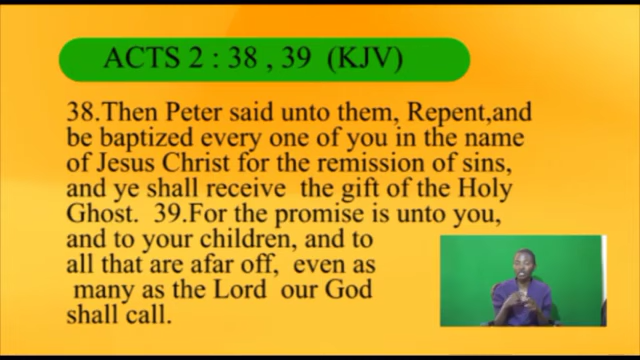 ACTS 2 : 38 , 39 (KJV)
38.Then Peter said unto them, Repent,and
be baptized every one of you in the name
of Jesus Christ for the remission of sins,
and ye shall receive the gift of the Holy
Ghost. 39.For the promise is unto you,
and to your children, and to
all that are afar off, even as
many as the Lord our God
shall call.